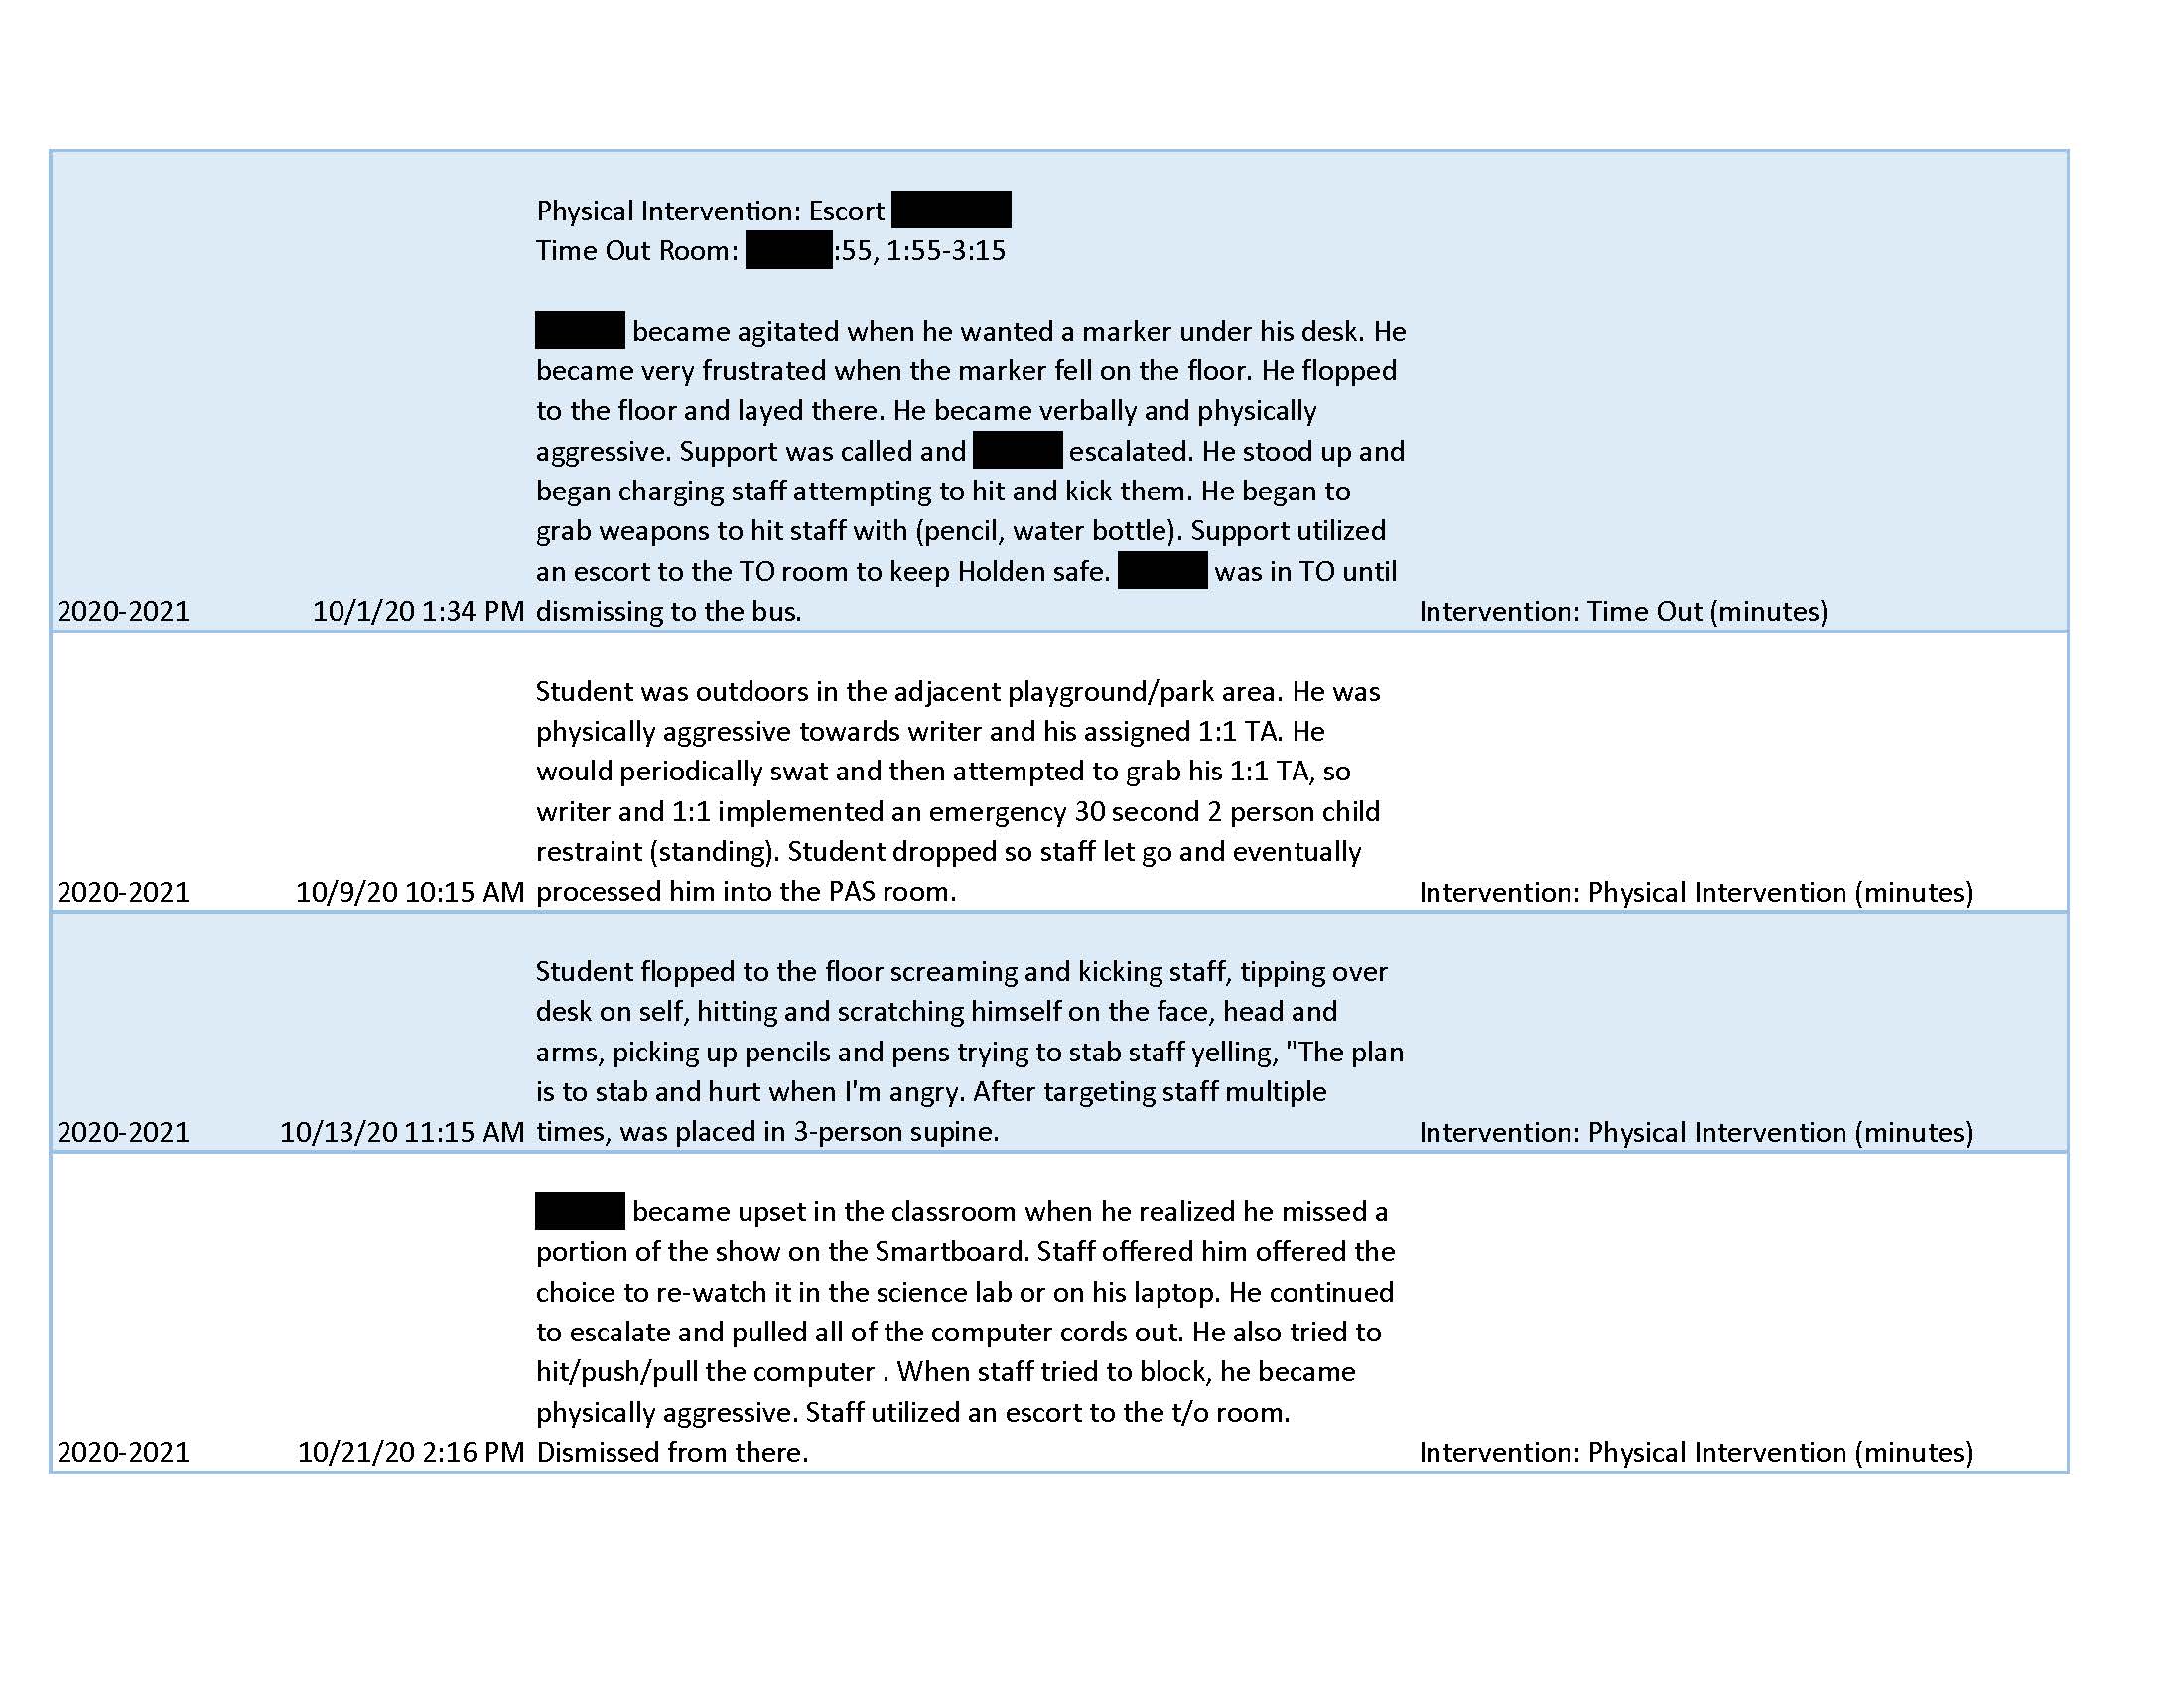 Physical Intervention: Escort
Time Out Room: :55, 1:55-3:15
became agitated when he wanted a marker under his desk. He
became very frustrated when the marker fell on the floor. He flopped
to the floor and layed there. He became verbally and physically
aggressive. Support was called and escalated. He stood up and
began charging staff attempting to hit and kick them. He began to
grab weapons to hit staff with (pencil, water bottle). Support utilized
an escort to the TO room to keep Holden safe. was in TO until
2020-2021 10/1/20 1:34 PM dismissing to the bus. Intervention: Time Out (minutes)
Student was outdoors in the adjacent playground/park area. He was
physically aggressive towards writer and his assigned 1:1 TA. He
would periodically swat and then attempted to grab his 1:1 TA, so
writer and 1:1 implemented an emergency 30 second 2 person child
restraint (standing). Student dropped so staff let go and eventually
2020-2021 10/9/20 10:15 AM processed him into the PAS room. Intervention: Physical Intervention (minutes)
Student flopped to the floor screaming and kicking staff, tipping over
desk on self, hitting and scratching himself on the face, head and
arms, picking up pencils and pens trying to stab staff yelling, "The plan
is to stab and hurt when I'm angry. After targeting staff multiple
2020-2021 10/13/20 11:15 AM times, was placed in 3-person supine. Intervention: Physical Intervention (minutes)
became upset in the classroom when he realized he missed a
portion of the show on the Smartboard. Staff offered him offered the
choice to re-watch it in the science lab or on his laptop. He continued
to escalate and pulled all of the computer cords out. He also tried to
hit/push/pull the computer . When staff tried to block, he became
physically aggressive. Staff utilized an escort to the t/o room.
2020-2021 10/21/20 2:16 PM Dismissed from there. Intervention: Physical Intervention (minutes)